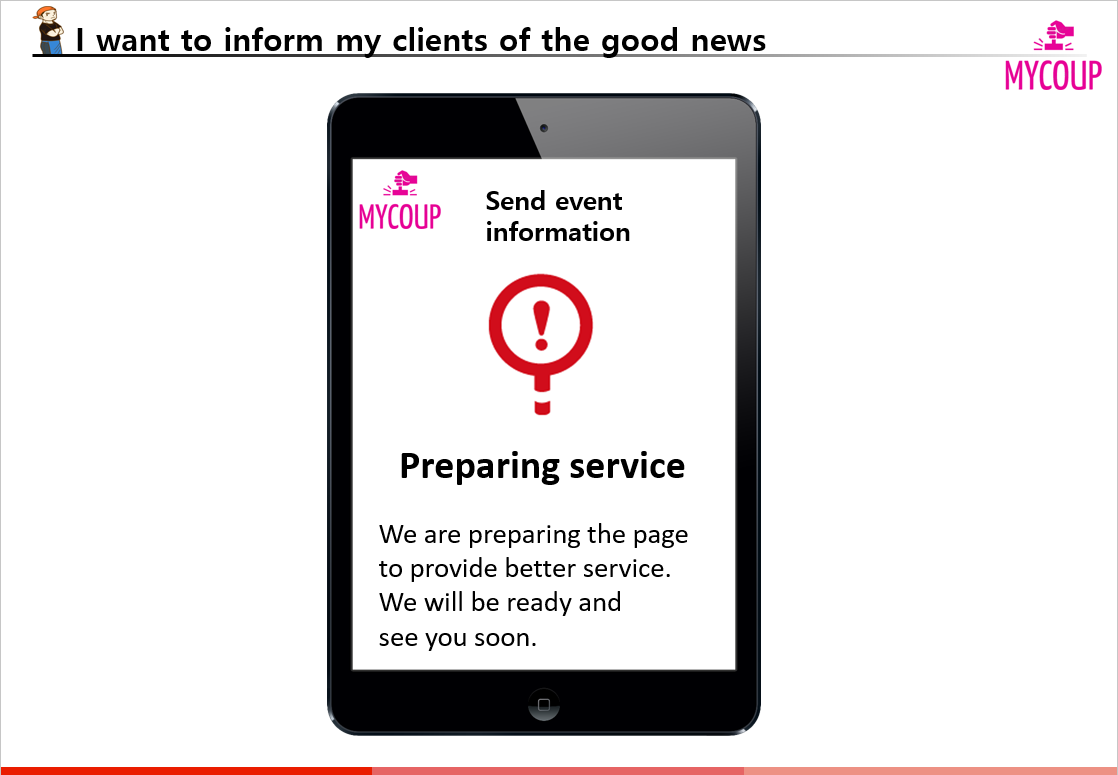 I want to inform my clients of the good news
MYCOUP
MYCOUP
Send event
information
Preparing service
We are preparing the page
to provide better service.
We will be ready and
see you soon.